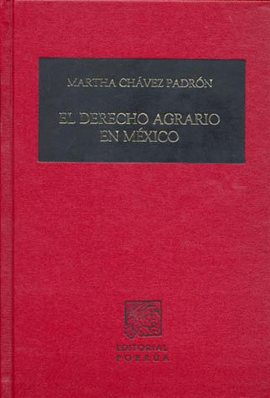 MARTHA CHÁVEZ PADRÓN
EL DERECHO AGRARIO
EN MÉXICO
EDITORIAL
PORRÚA